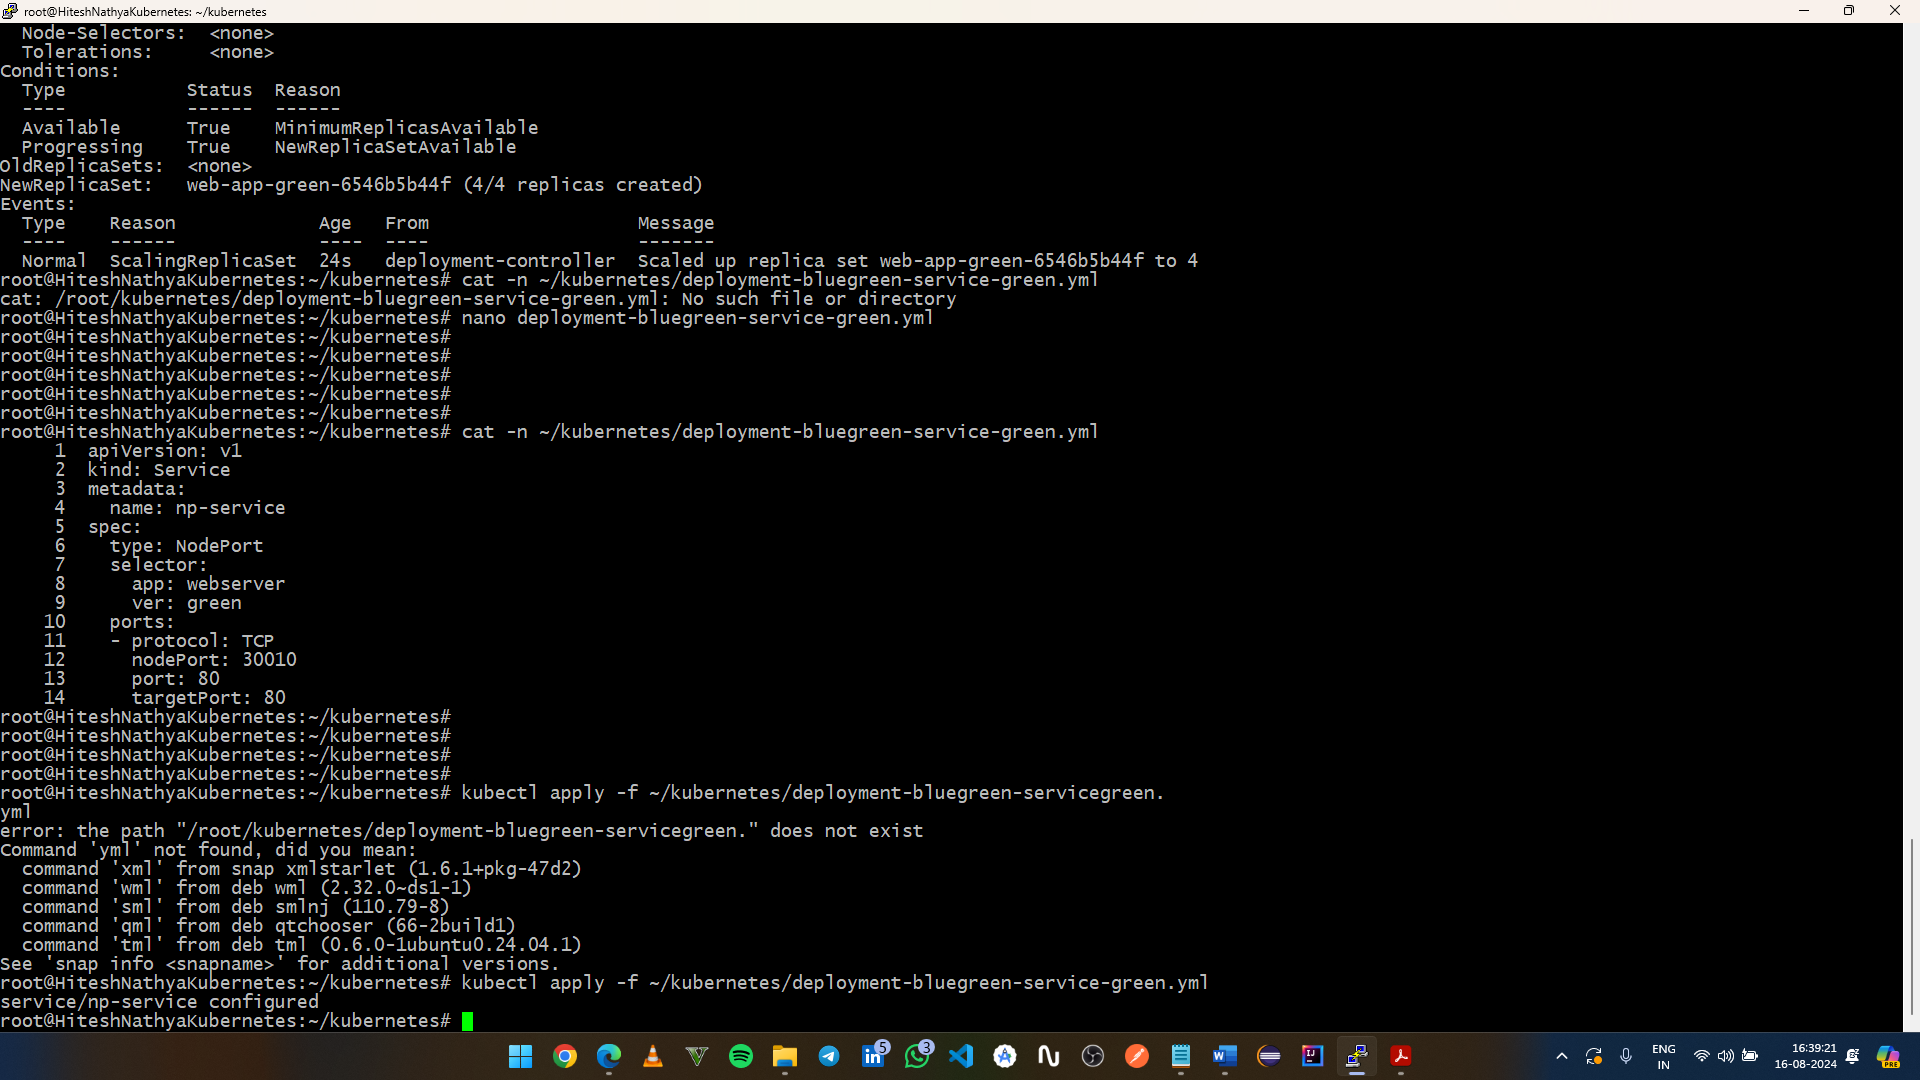 root@HiteshNathyaKubernetes: ~/kubernetes
  Node-Selectors:  <none>
  Tolerations:     <none>
Conditions:
  Type           Status  Reason
  ----           ------  ------
  Available      True    MinimumReplicasAvailable
  Progressing    True    NewReplicaSetAvailable
OldReplicaSets:  <none>
NewReplicaSet:   web-app-green-6546b5b44f (4/4 replicas created)
Events:
  Type    Reason             Age   From                   Message
  ----    ------             ----  ----                   -------
  Normal  ScalingReplicaSet  24s   deployment-controller  Scaled up replica set web-app-green-6546b5b44f to 4
root@HiteshNathyaKubernetes:~/kubernetes# cat -n ~/kubernetes/deployment-bluegreen-service-green.yml
cat: /root/kubernetes/deployment-bluegreen-service-green.yml: No such file or directory
root@HiteshNathyaKubernetes:~/kubernetes# nano deployment-bluegreen-service-green.yml
root@HiteshNathyaKubernetes:~/kubernetes#
root@HiteshNathyaKubernetes:~/kubernetes#
root@HiteshNathyaKubernetes:~/kubernetes#
root@HiteshNathyaKubernetes:~/kubernetes#
root@HiteshNathyaKubernetes:~/kubernetes#
root@HiteshNathyaKubernetes:~/kubernetes# cat -n ~/kubernetes/deployment-bluegreen-service-green.yml
     1  apiVersion: v1
     2  kind: Service
     3  metadata:
     4    name: np-service
     5  spec:
     6    type: NodePort
     7    selector:
     8      app: webserver
     9      ver: green
    10    ports:
    11    - protocol: TCP
    12      nodePort: 30010
    13      port: 80
    14      targetPort: 80
root@HiteshNathyaKubernetes:~/kubernetes#
root@HiteshNathyaKubernetes:~/kubernetes#
root@HiteshNathyaKubernetes:~/kubernetes#
root@HiteshNathyaKubernetes:~/kubernetes#
root@HiteshNathyaKubernetes:~/kubernetes# kubectl apply -f ~/kubernetes/deployment-bluegreen-servicegreen.
yml
error: the path "/root/kubernetes/deployment-bluegreen-servicegreen." does not exist
Command 'yml' not found, did you mean:
  command 'xml' from snap xmlstarlet (1.6.1+pkg-47d2)
  command 'wml' from deb wml (2.32.0~ds1-1)
  command 'sml' from deb smlnj (110.79-8)
  command 'qml' from deb qtchooser (66-2build1)
  command 'tml' from deb tml (0.6.0-1ubuntu0.24.04.1)
See 'snap info <snapname>' for additional versions.
root@HiteshNathyaKubernetes:~/kubernetes# kubectl apply -f ~/kubernetes/deployment-bluegreen-service-green.yml
service/np-service configured
root@HiteshNathyaKubernetes:~/kubernetes#
5
3
ENG
IN
16:39:21
16-08-2024
PRE